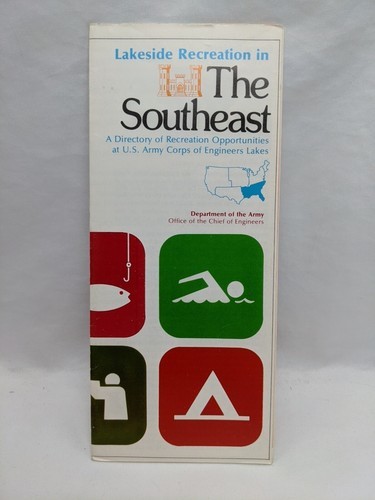 Lakeside Recreation in
The
Southeast
A Directory of Recreation Opportunities
at U.S. Army Corps of Engineers Lakes
Department of the Army
Office of the Chief of Engineers